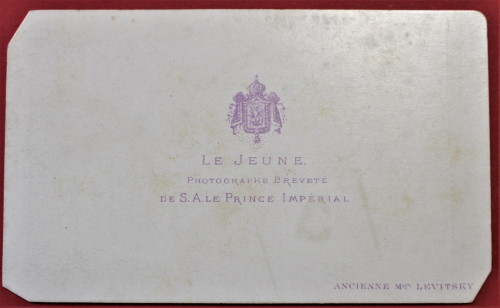 LE JEUNE.
PHOTOGRAPHE BREVETÉ
DE S.A. LE PRINCE IMPÉRIAL
ANCIENNE MON LEVITSKY